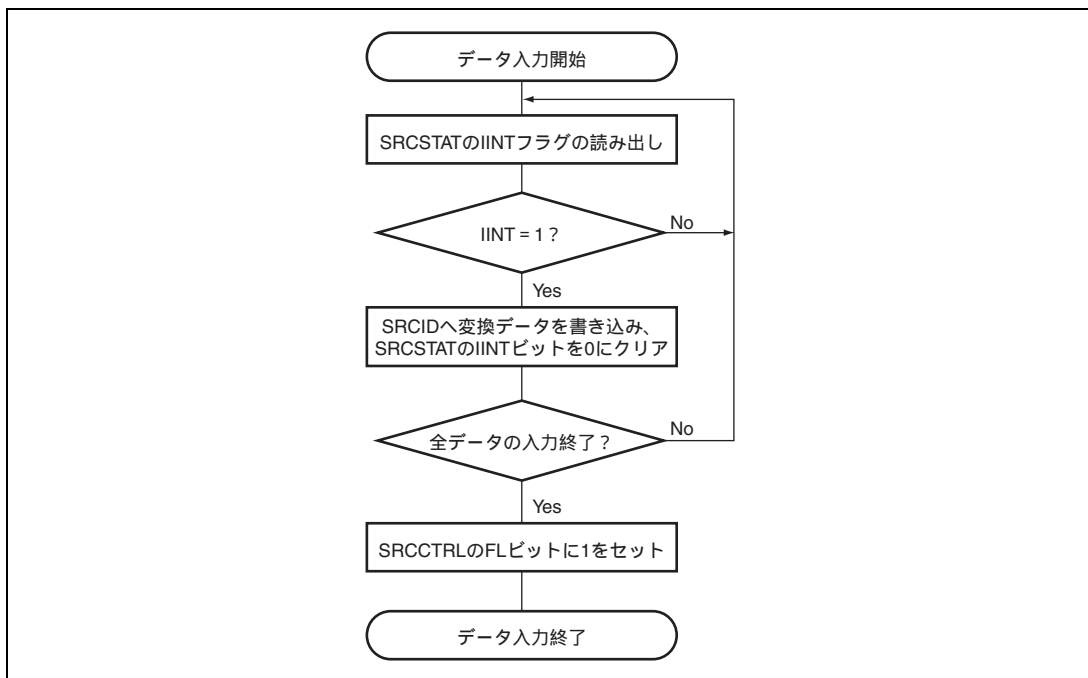 データ入力開始
SRCSTATのIINTフラグの読み出し
IINT = 1？
No
Yes
SRCIDへ変換データを書き込み、
SRCSTATのIINTビットを0にクリア
全データの入力終了？
No
Yes
SRCCTRLのFLビットに1をセット
データ入力終了